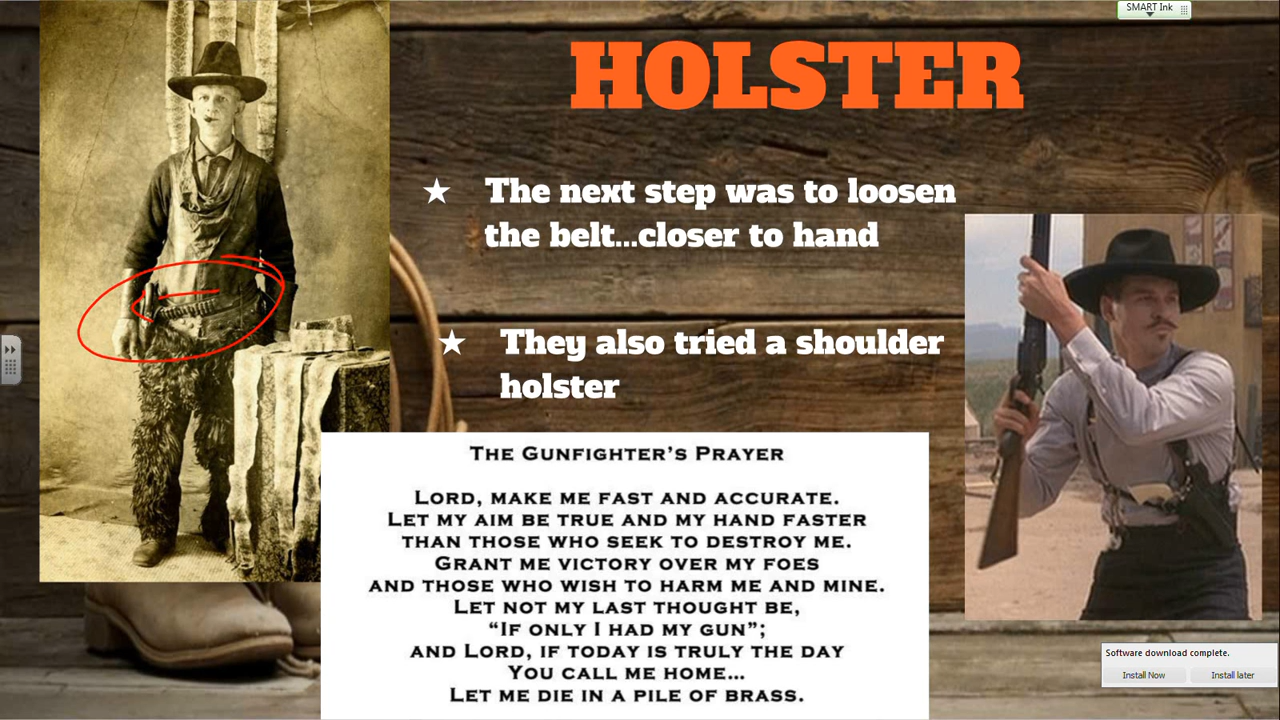 SMART Ink
HOLSTER
★ The next step was to loosen
the belt...closer to hand
★ They also tried a shoulder
holster
THE GUNFIGHTER'S PRAYER
LORD, MAKE ME FAST AND ACCURATE.
LET MY AIM BE TRUE AND MY HAND FASTER
THAN THOSE WHO SEEK TO DESTROY ME.
GRANT ME VICTORY OVER MY FOES
AND THOSE WHO WISH TO HARM ME AND MINE.
LET NOT MY LAST THOUGHT BE,
“IF ONLY I HAD MY GUN”;
AND LORD, IF TODAY IS TRULY THE DAY
YOU CALL ME HOME...
LET ME DIE IN A PILE OF BRASS.
Software download complete.
Install Now Install later